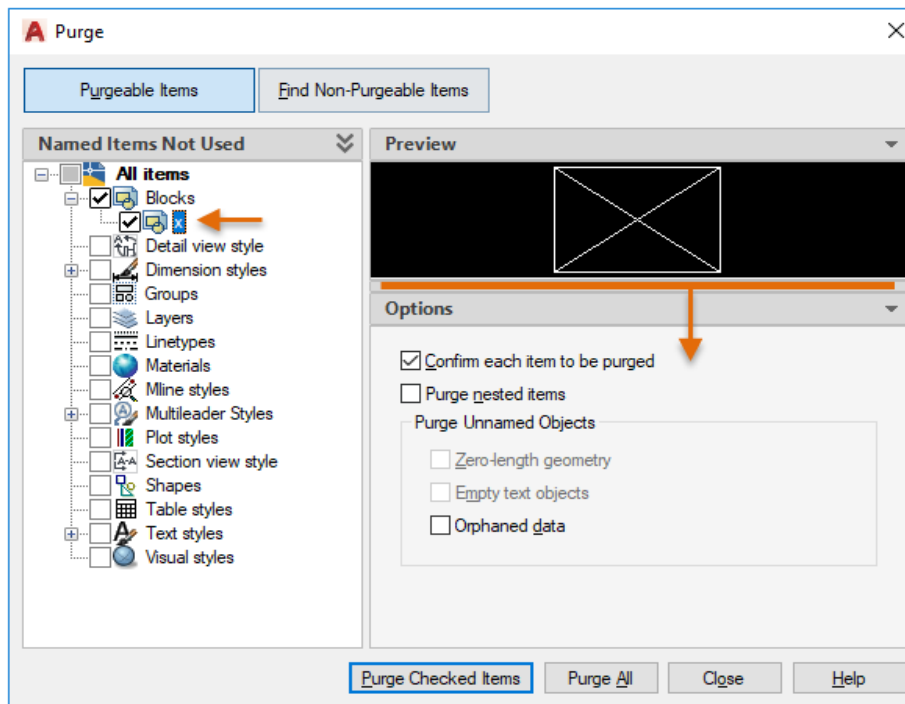 Purge
Purgeable Items
Find Non-Purgeable Items
Named Items Not Used
All items
Blocks
x
Detail view style
Dimension styles
Groups
Layers
Linetypes
Materials
Mline styles
Multileader Styles
Plot styles
Section view style
Shapes
Table styles
Text styles
Visual styles
Preview
Options
Confirm each item to be purged
Purge nested items
Purge Unnamed Objects
Zero-length geometry
Empty text objects
Orphaned data
Purge Checked Items
Purge All
Close
Help